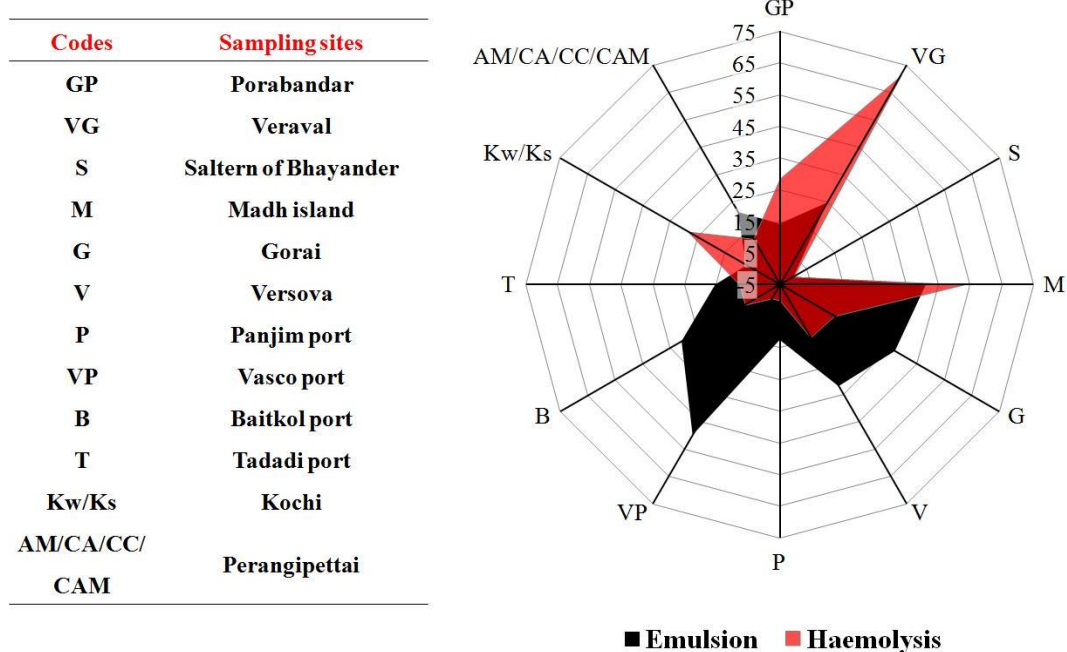 Codes Sampling sites
GP Porabandar
VG Veraval
S Saltern of Bhayander
M Madh island
G Gorai
V Versova
P Panjim port
VP Vasco port
B Baitkol port
T Tadadi port
Kw/Ks Kochi
AM/CA/CC/
CAM
Perangipettai
GP
75
65
55
45
35
25
15
5
-5
VG
S
M
G
V
P
VP
B
T
Kw/Ks
AM/CA/CC/CAM
Emulsion Haemolysis